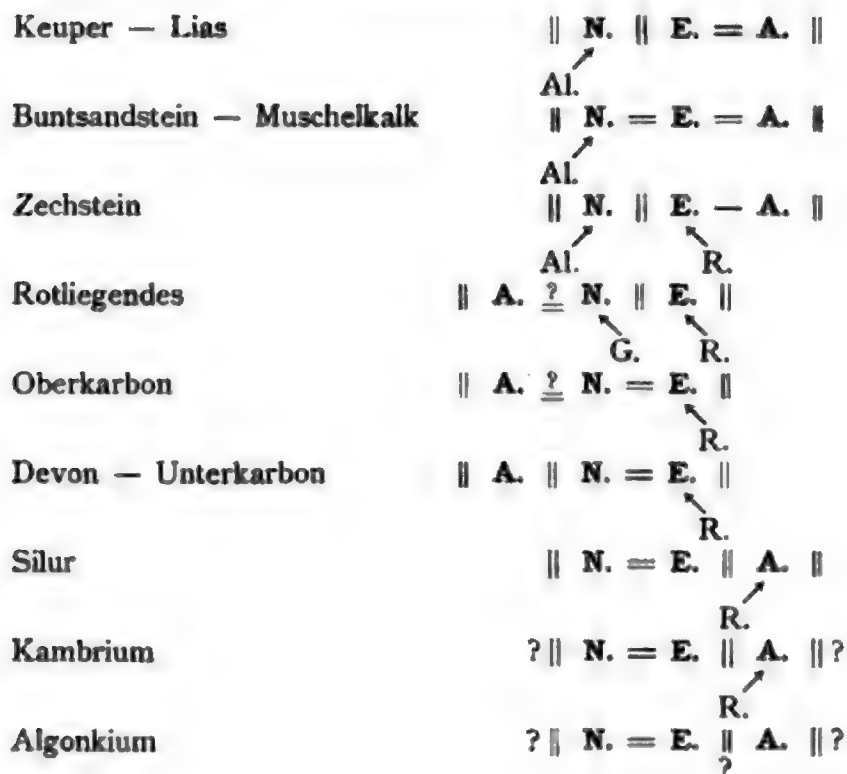 Keuper — Lias || N. || E. = A. ||
Al.
Buntsandstein — Muschelkalk || N. = E. = A. ||
Al.
Zechstein || N. || E. — A. ||
Al. R.
Rotliegendes || A. ? = N. || E. ||
G. R.
Oberkarbon || A. ? = N. = E. ||
R.
Devon — Unterkarbon || A. || N. = E. ||
R.
Silur || N. = E. || A. ||
R.
Kambrium ? || N. = E. || A. || ?
R.
Algonkium ? || N. = E. || A. || ?
?